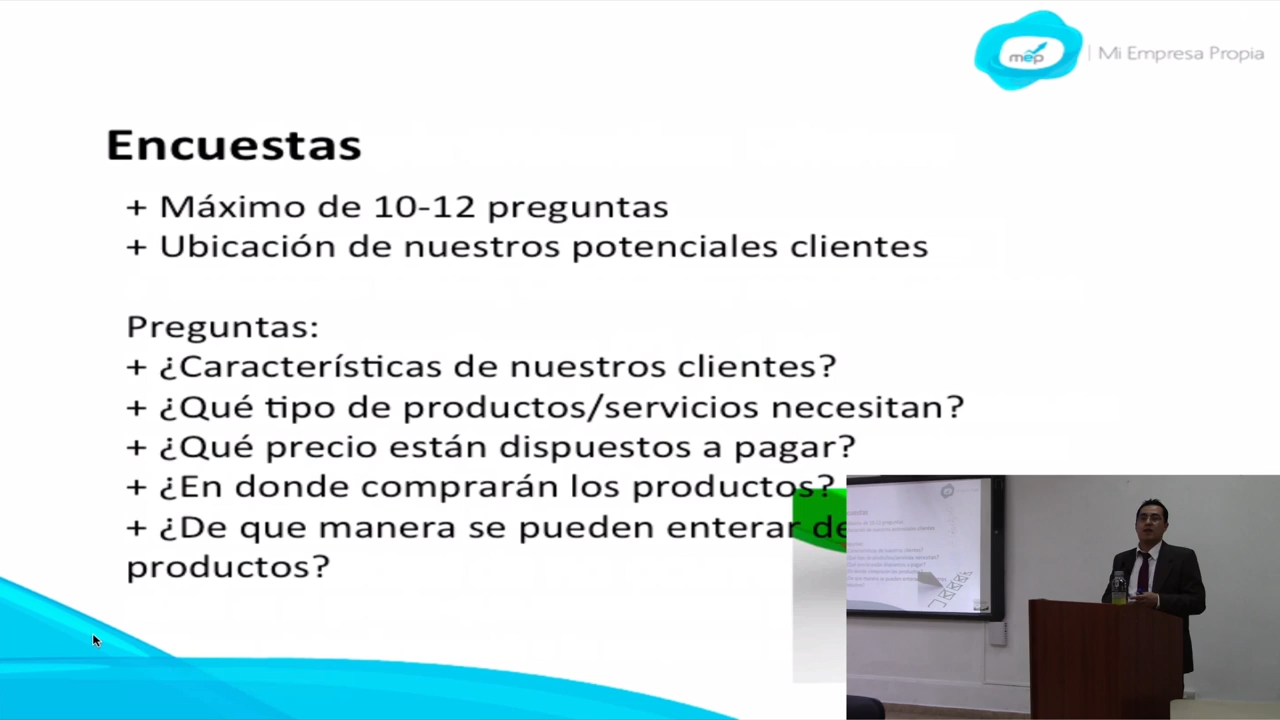 mep | Mi Empresa Propia
Encuestas
+ Máximo de 10-12 preguntas
+ Ubicación de nuestros potenciales clientes
Preguntas:
+ ¿Características de nuestros clientes?
+ ¿Qué tipo de productos/servicios necesitan?
+ ¿Qué precio están dispuestos a pagar?
+ ¿En donde comprarán los productos?
+ ¿De que manera se pueden enterar de
productos?